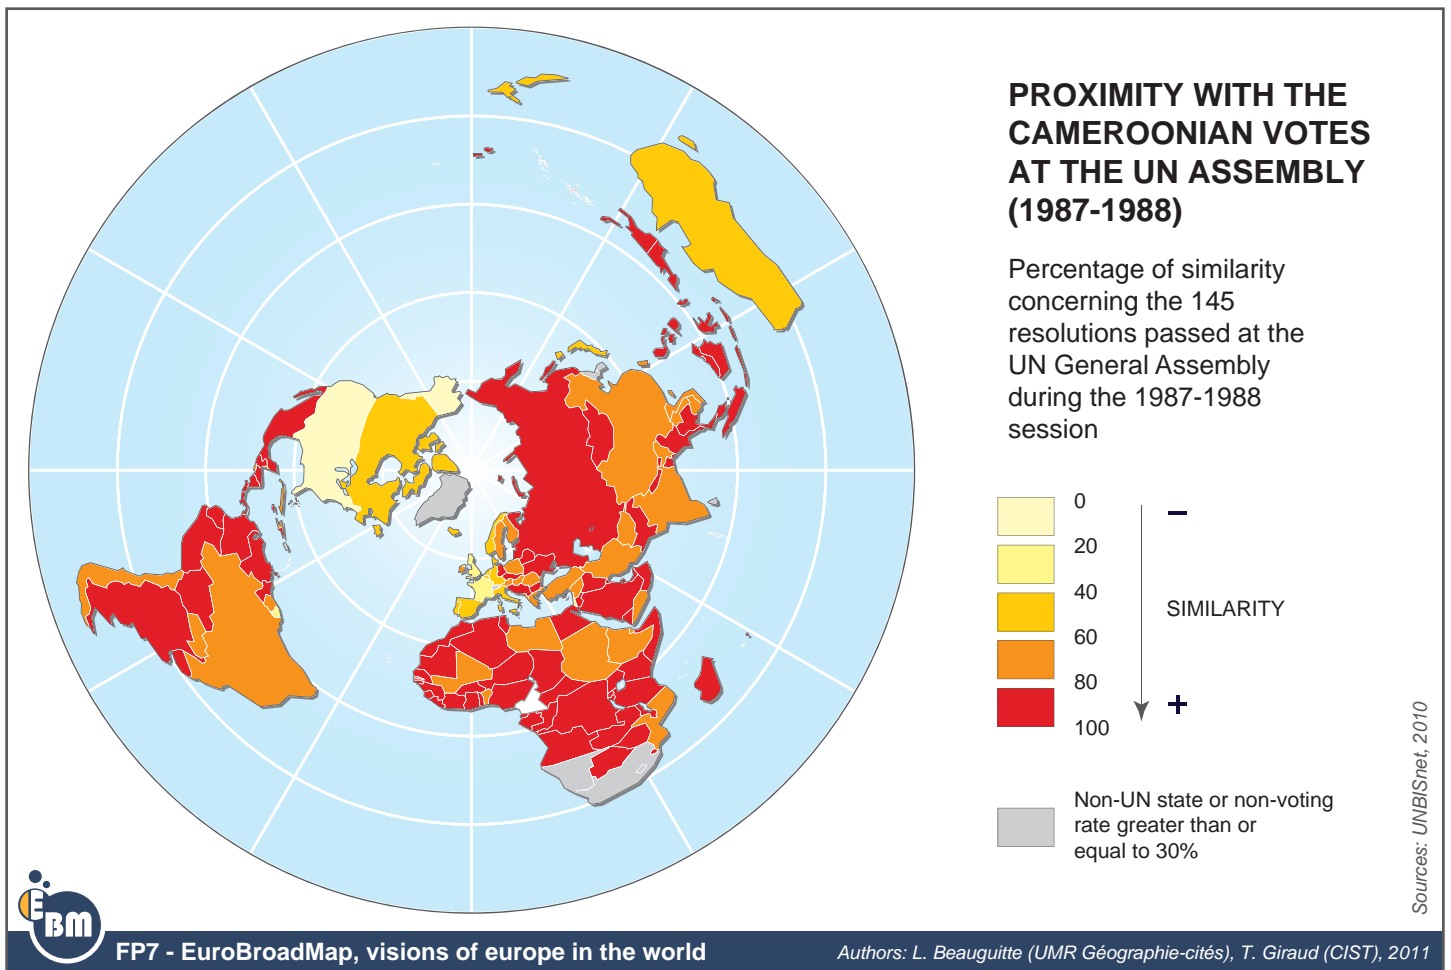 PROXIMITY WITH THE
CAMEROONIAN VOTES
AT THE UN ASSEMBLY
(1987-1988)
Percentage of similarity
concerning the 145
resolutions passed at the
UN General Assembly
during the 1987-1988
session
0
20
40
60
80
100
−
SIMILARITY
+
Non-UN state or non-voting
rate greater than or
equal to 30%
Sources: UNBISnet, 2010
EBM
FP7 - EuroBroadMap, visions of europe in the world
Authors: L. Beauguitte (UMR Géographie-cités), T. Giraud (CIST), 2011